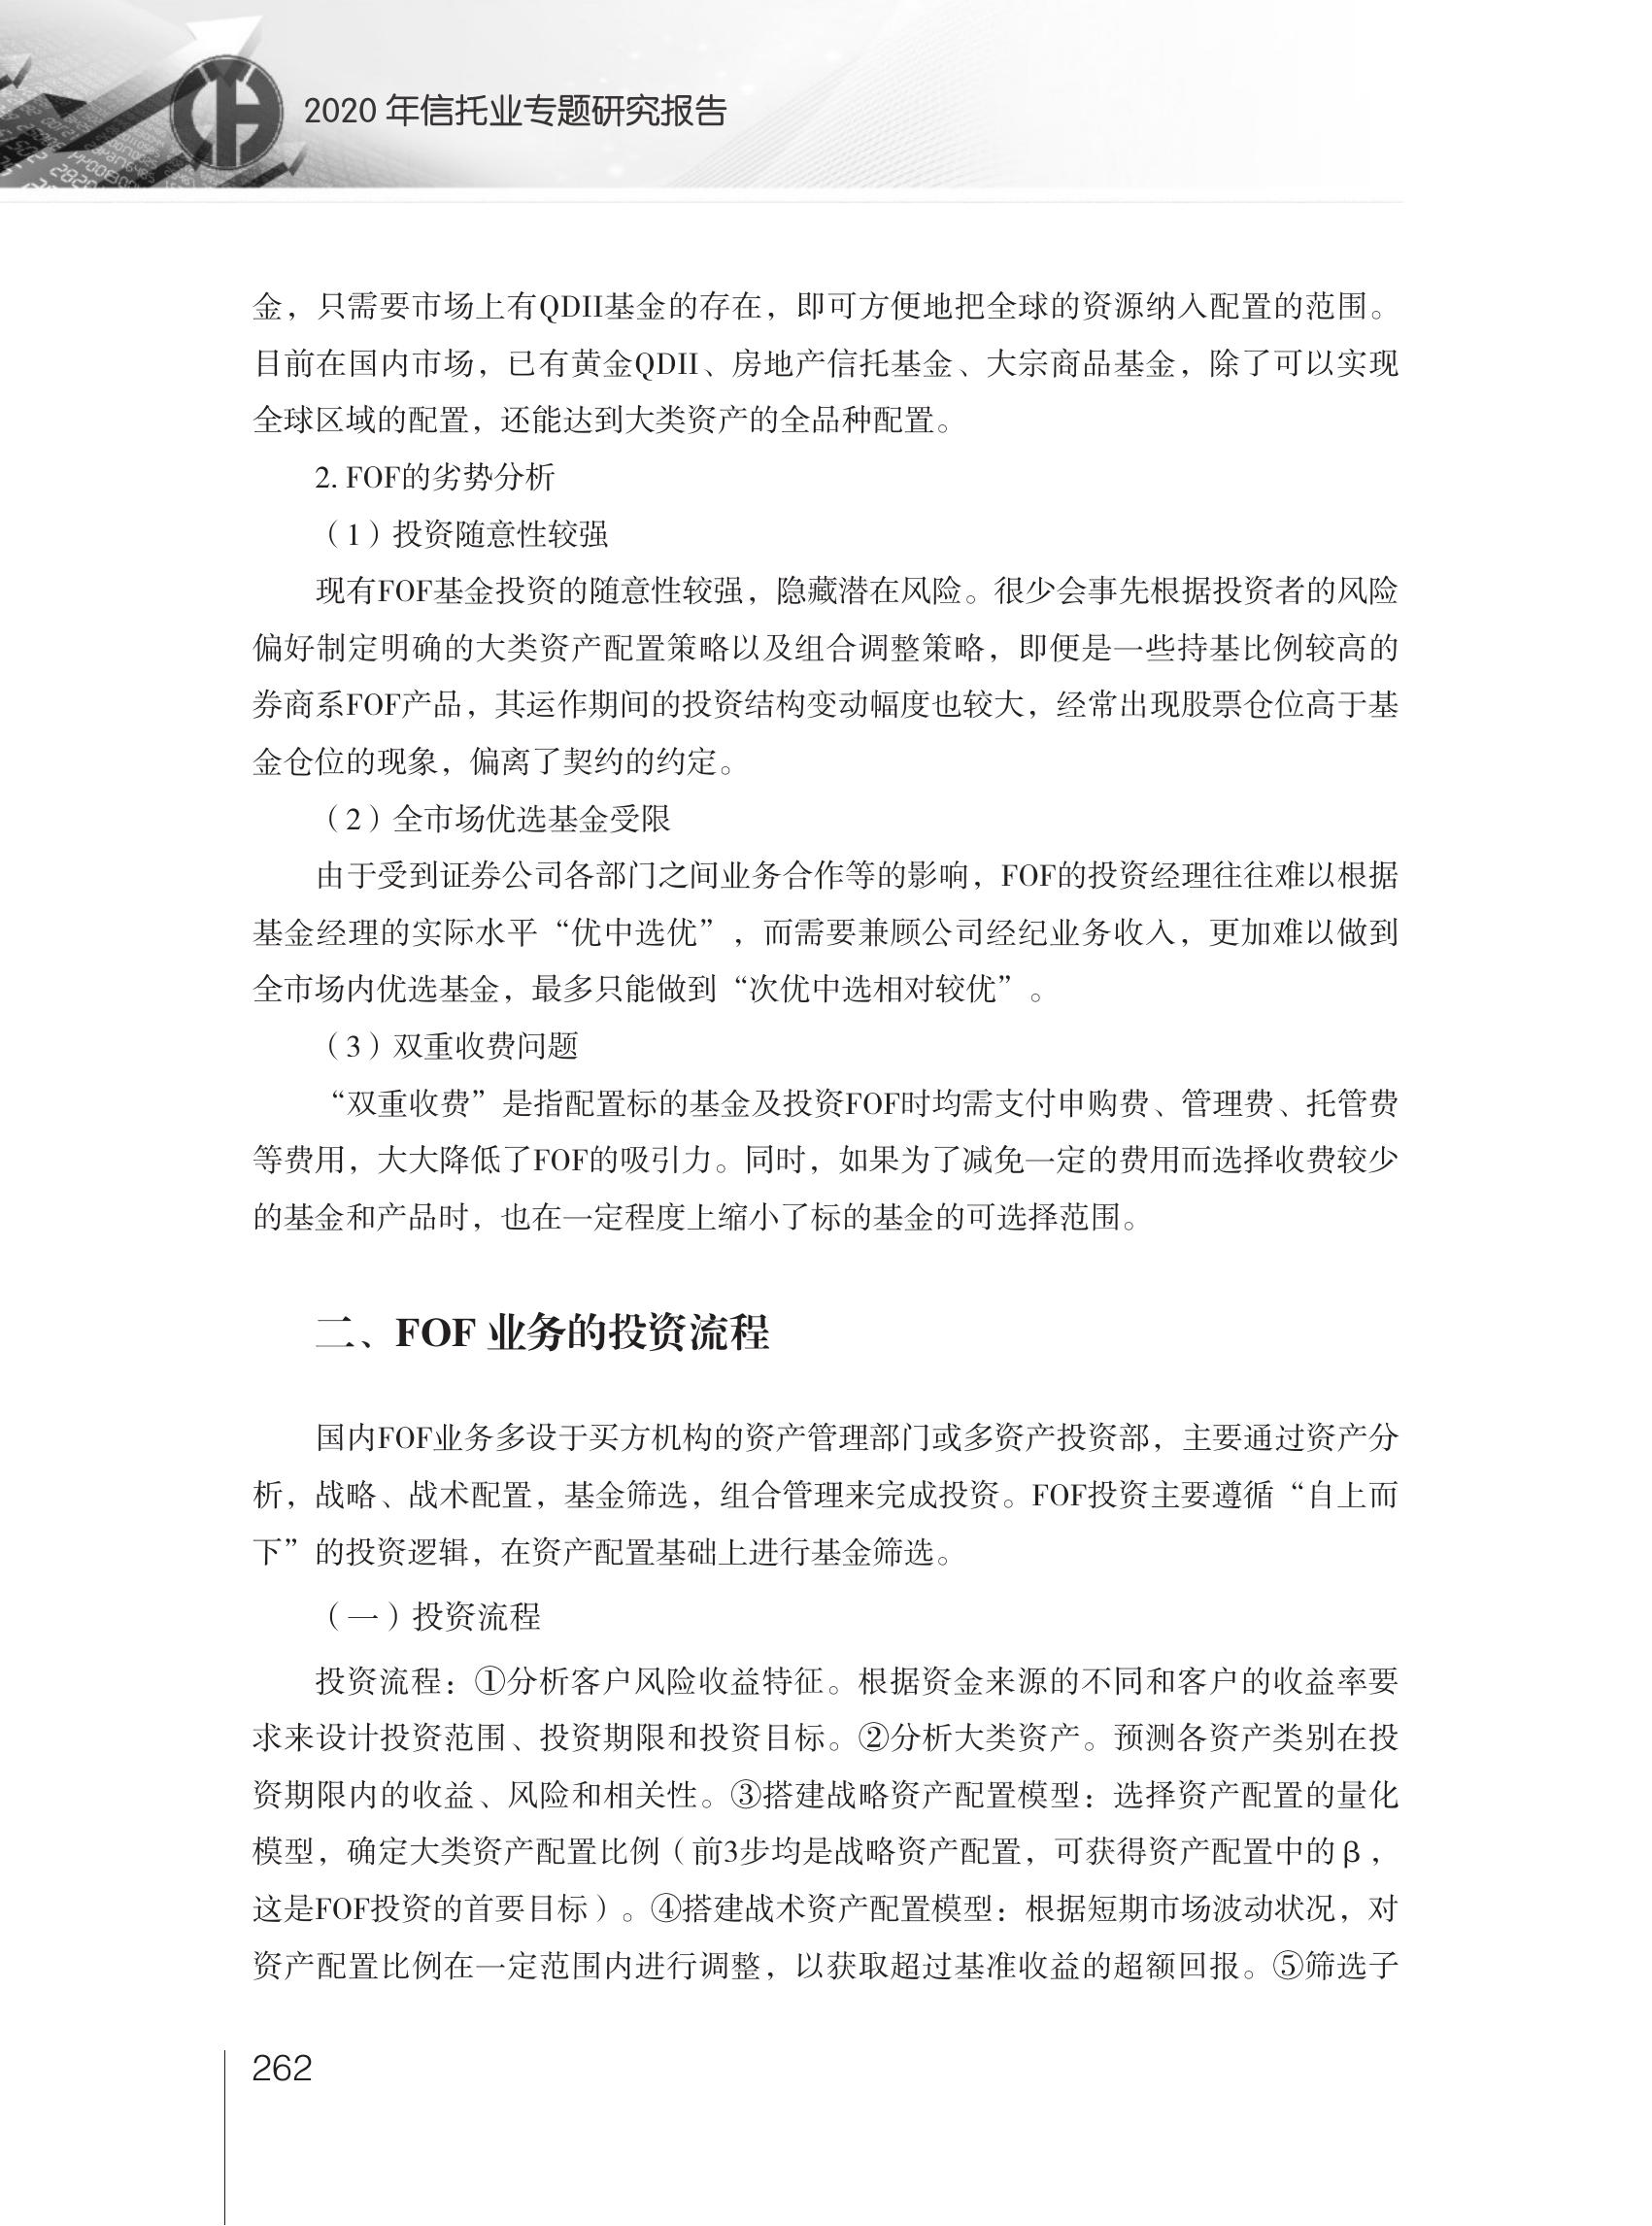 2020 年信托业专题研究报告
金，只需要市场上有QDII基金的存在，即可方便地把全球的资源纳入配置的范围。
目前在国内市场，已有黄金QDII、房地产信托基金、大宗商品基金，除了可以实现
全球区域的配置，还能达到大类资产的全品种配置。
2. FOF的劣势分析
（1）投资随意性较强
现有FOF基金投资的随意性较强，隐藏潜在风险。很少会事先根据投资者的风险
偏好制定明确的大类资产配置策略以及组合调整策略，即便是一些持基比例较高的
券商系FOF产品，其运作期间的投资结构变动幅度也较大，经常出现股票仓位高于基
金仓位的现象，偏离了契约的约定。
（2）全市场优选基金受限
由于受到证券公司各部门之间业务合作等的影响，FOF的投资经理往往难以根据
基金经理的实际水平“优中选优”，而需要兼顾公司经纪业务收入，更加难以做到
全市场内优选基金，最多只能做到“次优中选相对较优”。
（3）双重收费问题
“双重收费”是指配置标的基金及投资FOF时均需支付申购费、管理费、托管费
等费用，大大降低了FOF的吸引力。同时，如果为了减免一定的费用而选择收费较少
的基金和产品时，也在一定程度上缩小了标的基金的可选择范围。
二、FOF 业务的投资流程
国内FOF业务多设于买方机构的资产管理部门或多资产投资部，主要通过资产分
析，战略、战术配置，基金筛选，组合管理来完成投资。FOF投资主要遵循“自上而
下”的投资逻辑，在资产配置基础上进行基金筛选。
（一）投资流程
投资流程：①分析客户风险收益特征。根据资金来源的不同和客户的收益率要
求来设计投资范围、投资期限和投资目标。②分析大类资产。预测各资产类别在投
资期限内的收益、风险和相关性。③搭建战略资产配置模型：选择资产配置的量化
模型，确定大类资产配置比例（前3步均是战略资产配置，可获得资产配置中的β，
这是FOF投资的首要目标）。④搭建战术资产配置模型：根据短期市场波动状况，对
资产配置比例在一定范围内进行调整，以获取超过基准收益的超额回报。⑤筛选子
262